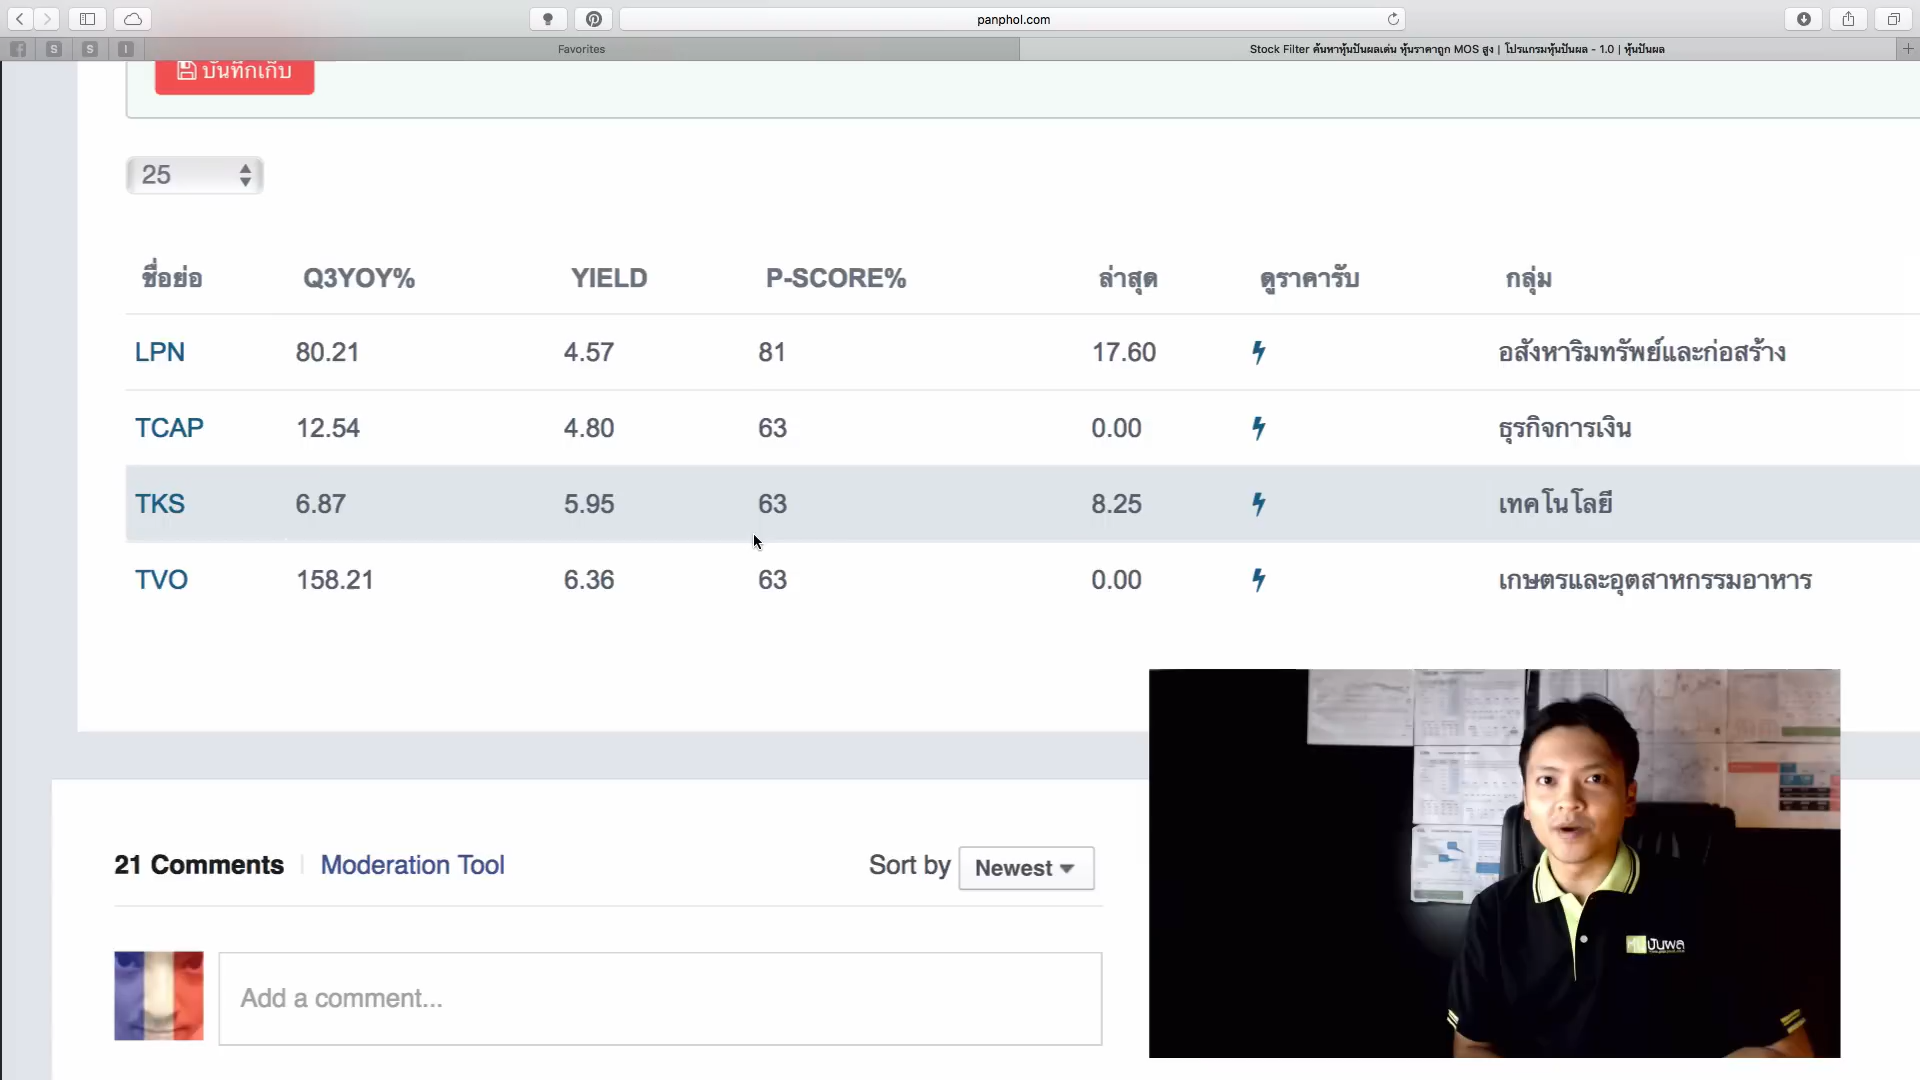 panphol.com
S
S
I
Favorites
Stock Filter ค้นหาหุ้นปันผลเด่น หุ้นราคาถูก MOS สูง | โปรแกรมหุ้นปันผล - 1.0 | หุ้นปันผล
บันทึกเก็บ
25
ชื่อย่อ Q3YOY% YIELD P-SCORE% ล่าสุด ดูราคารับ กลุ่ม
LPN 80.21 4.57 81 17.60 อสังหาริมทรัพย์และก่อสร้าง
TCAP 12.54 4.80 63 0.00 ธุรกิจการเงิน
TKS 6.87 5.95 63 8.25 เทคโนโลยี
TVO 158.21 6.36 63 0.00 เกษตรและอุตสาหกรรมอาหาร
21 Comments Moderation Tool Sort by Newest
Add a comment...
หุ้นปันผล